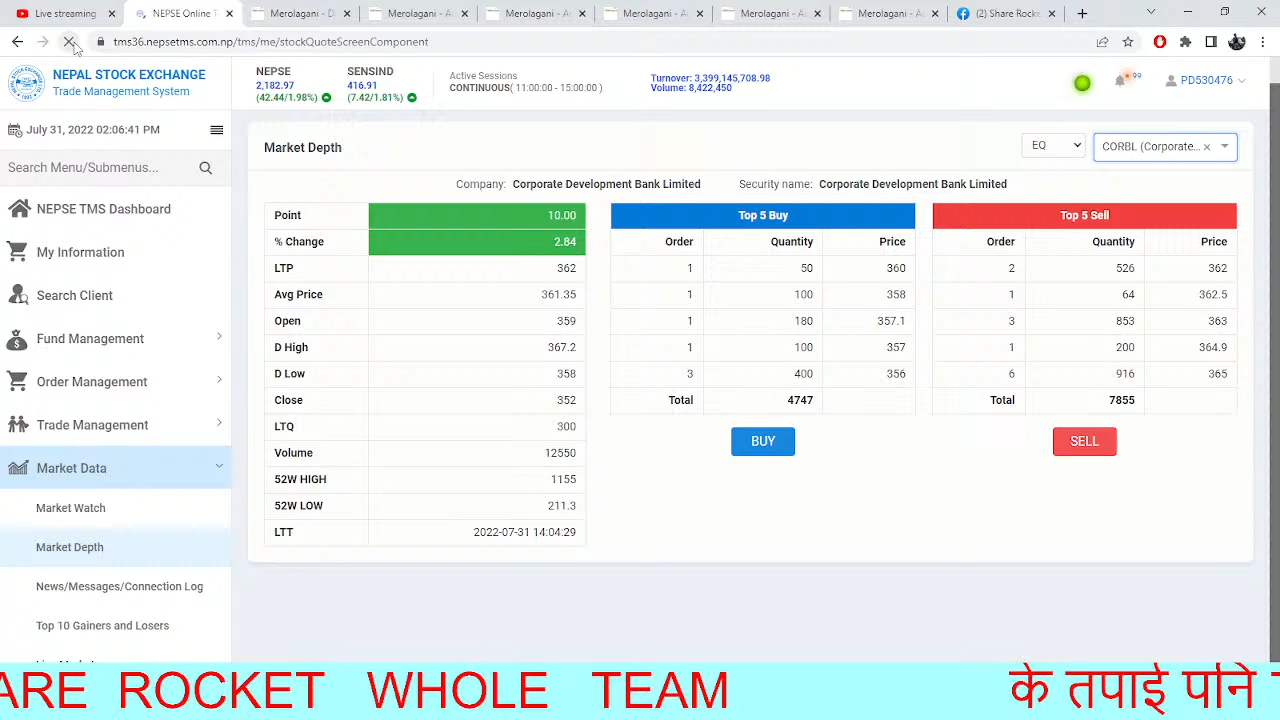 Live streaming
NEPSE Online T
Merolagani - D
Merolagani - A
Merolagani - A
Merolagani - A
Merolagani - A
Merolagani - A
(2) Share Rocke
tms36.nepsetms.com.np/tms/me/stockQuoteScreenComponent
NEPAL STOCK EXCHANGE
Trade Management System
NEPSE
2,182.97
(42.44/1.98%)
SENSIND
416.91
(7.42/1.81%)
Active Sessions
CONTINUOUS( 11:00:00 - 15:00:00 )
Turnover: 3,399,145,708.98
Volume: 8,422,450
99
PD530476
July 31, 2022 02:06:41 PM
Search Menu/Submenus...
NEPSE TMS Dashboard
My Information
Search Client
Fund Management
Order Management
Trade Management
Market Data
Market Watch
Market Depth
News/Messages/Connection Log
Top 10 Gainers and Losers
Market Depth
EQ
CORBL (Corporate...
Company: Corporate Development Bank Limited
Security name: Corporate Development Bank Limited
Point 10.00
% Change 2.84
LTP 362
Avg Price 361.35
Open 359
D High 367.2
D Low 358
Close 352
LTQ 300
Volume 12550
52W HIGH 1155
52W LOW 211.3
LTT 2022-07-31 14:04:29
Top 5 Buy
Order Quantity Price
1 50 360
1 100 358
1 180 357.1
1 100 357
3 400 356
Total 4747
BUY
Top 5 Sell
Order Quantity Price
2 526 362
1 64 362.5
3 853 363
1 200 364.9
6 916 365
Total 7855
SELL
ARE ROCKET WHOLE TEAM के तपाई पनि